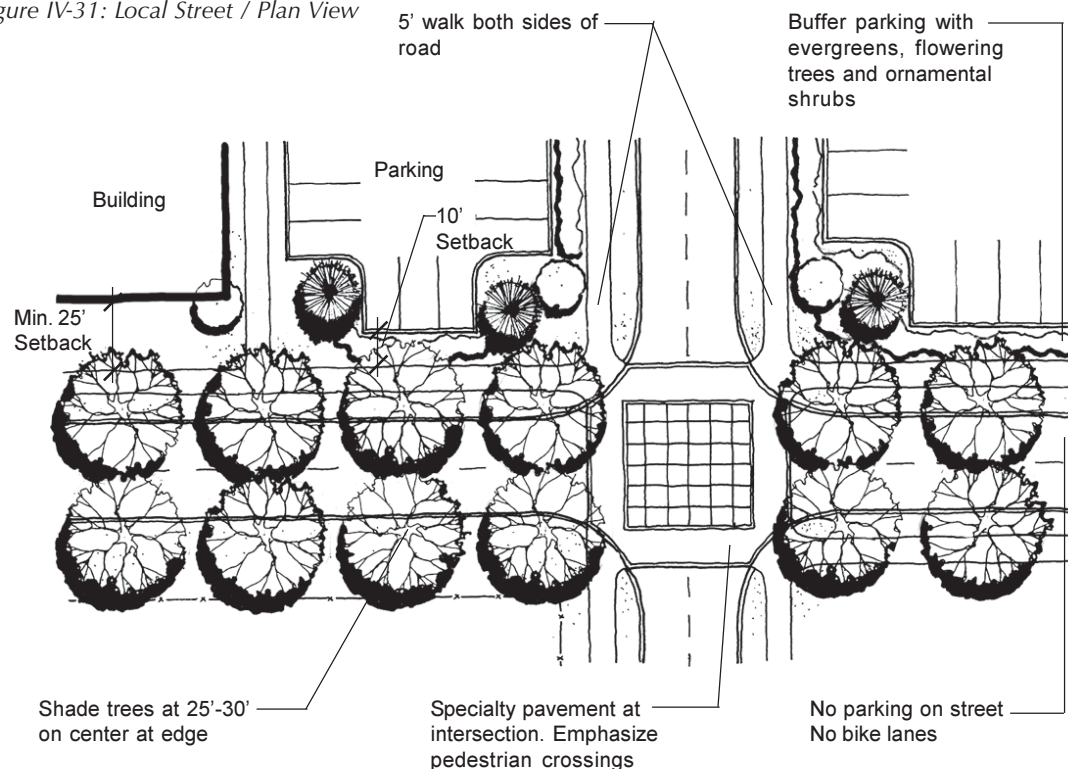 gure IV-31: Local Street / Plan View
5' walk both sides of
road
Buffer parking with
evergreens, flowering
trees and ornamental
shrubs
Building
Parking
10'
Setback
Min. 25'
Setback
Shade trees at 25'-30'
on center at edge
Specialty pavement at
intersection. Emphasize
pedestrian crossings
No parking on street
No bike lanes